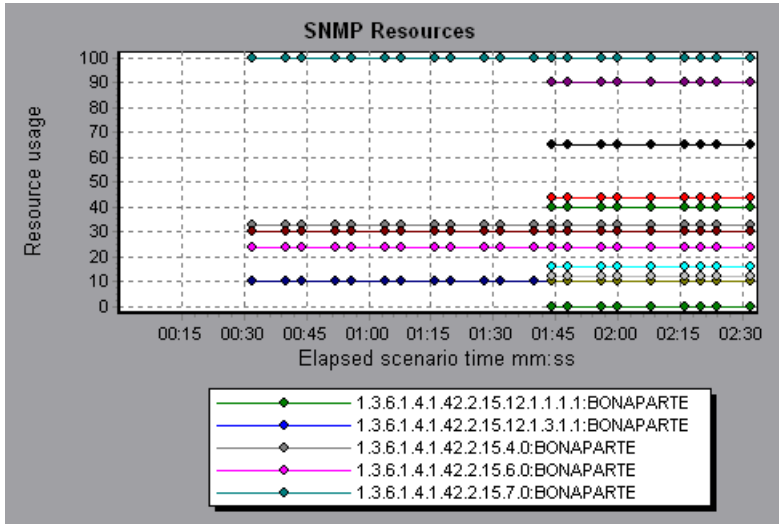 SNMP Resources
100
90
80
70
60
50
40
30
20
10
0
Resource usage
00:15 00:30 00:45 01:00 01:15 01:30 01:45 02:00 02:15 02:30
Elapsed scenario time mm:ss
1.3.6.1.4.1.42.2.15.12.1.1.1.1:BONAPARTE
1.3.6.1.4.1.42.2.15.12.1.3.1.1:BONAPARTE
1.3.6.1.4.1.42.2.15.4.0:BONAPARTE
1.3.6.1.4.1.42.2.15.6.0:BONAPARTE
1.3.6.1.4.1.42.2.15.7.0:BONAPARTE